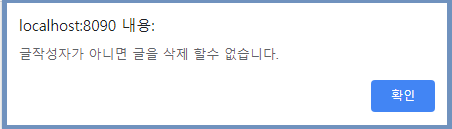 localhost:8090 내용:
글작성자가 아니면 글을 삭제 할수 없습니다.
확인